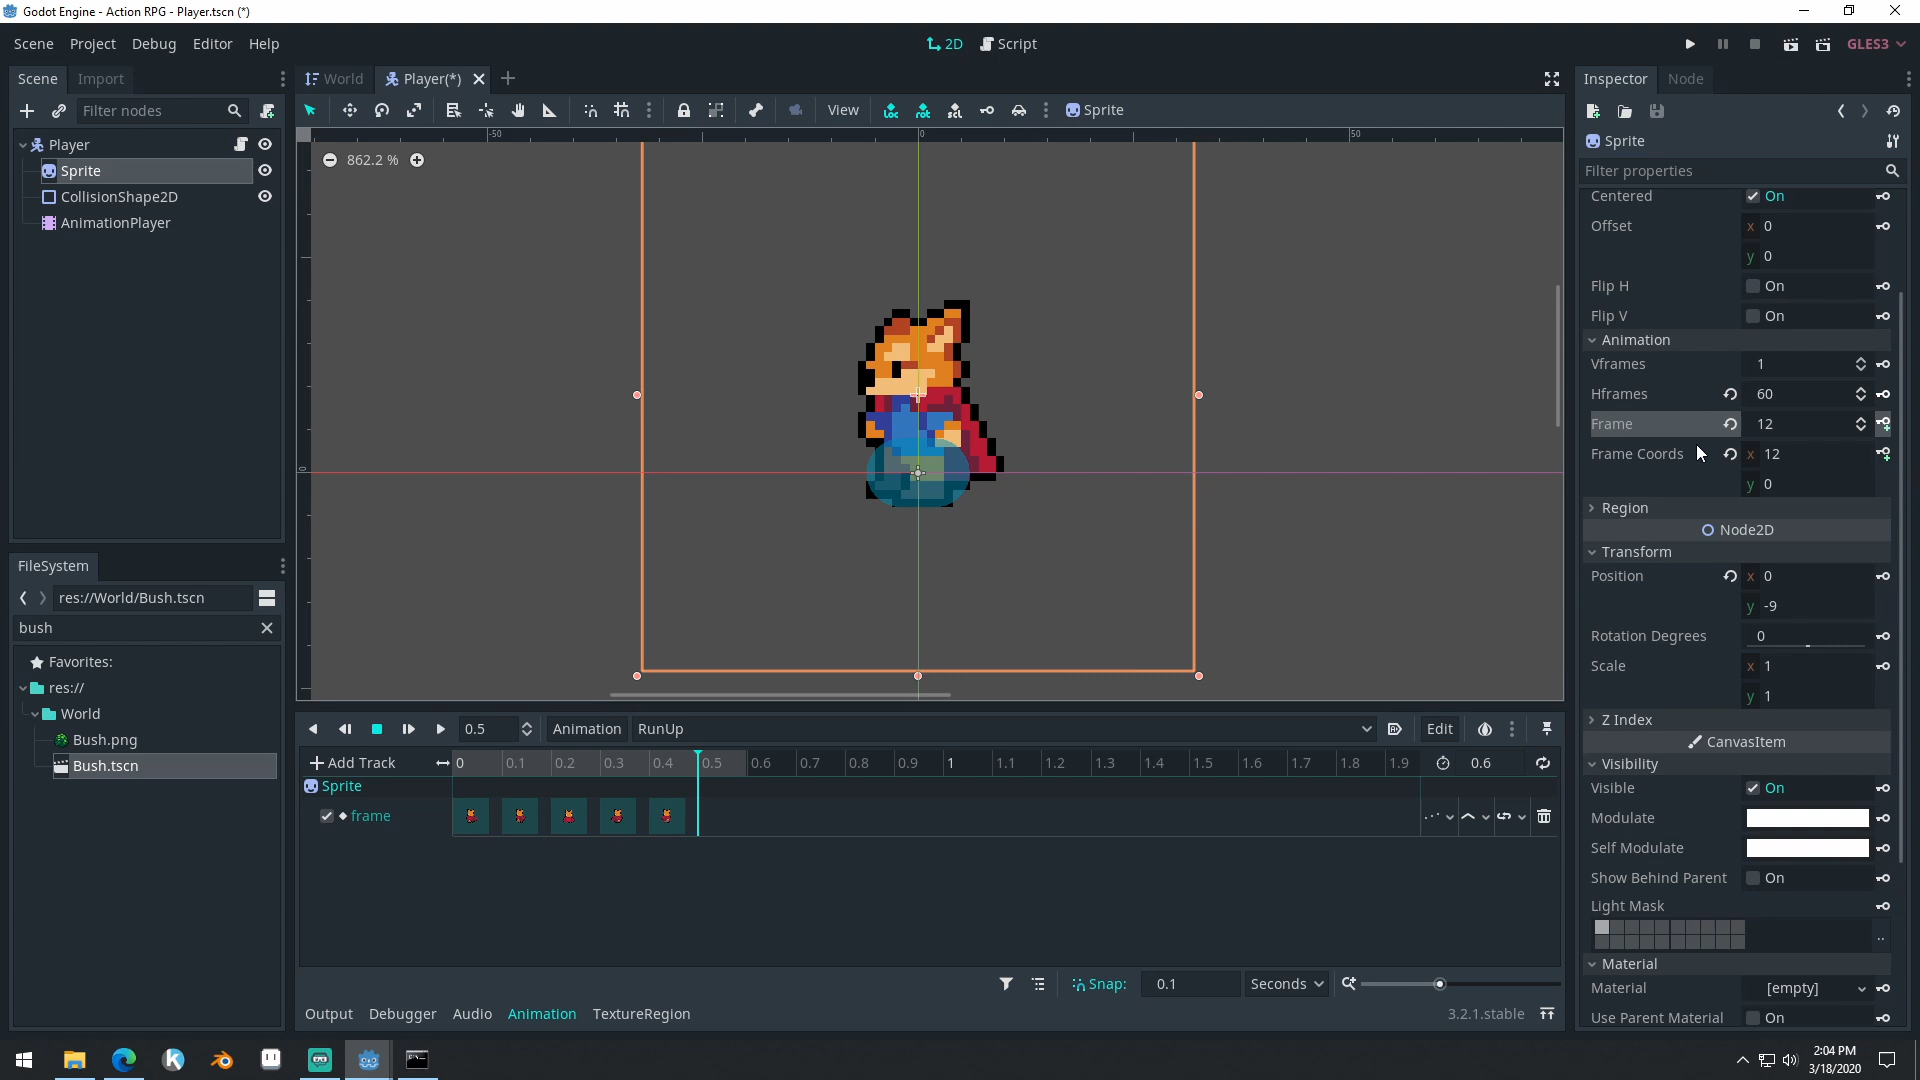 Godot Engine - Action RPG - Player.tscn (*)
Scene Project Debug Editor Help
2D Script
GLES3
Scene Import
World Player(*)
Inspector Node
Filter nodes
View
Sprite
Player
Sprite
CollisionShape2D
AnimationPlayer
-50 0 50
0
862.2 %
Sprite
Filter properties
Centered On
Offset x 0
y 0
Flip H On
Flip V On
Animation
Vframes 1
Hframes 60
Frame 12
Frame Coords x 12
y 0
Region
Node2D
Transform
Position x 0
y -9
Rotation Degrees 0
Scale x 1
y 1
Z Index
CanvasItem
Visibility
Visible On
Modulate
Self Modulate
Show Behind Parent On
Light Mask
..
Material
Material [empty]
Use Parent Material On
FileSystem
res://World/Bush.tscn
bush
Favorites:
res://
World
Bush.png
Bush.tscn
0.5 Animation RunUp Edit
Add Track 0 0.1 0.2 0.3 0.4 0.5 0.6 0.7 0.8 0.9 1 1.1 1.2 1.3 1.4 1.5 1.6 1.7 1.8 1.9 0.6
Sprite
frame
Snap: 0.1 Seconds
Output Debugger Audio Animation TextureRegion 3.2.1.stable
2:04 PM
3/18/2020